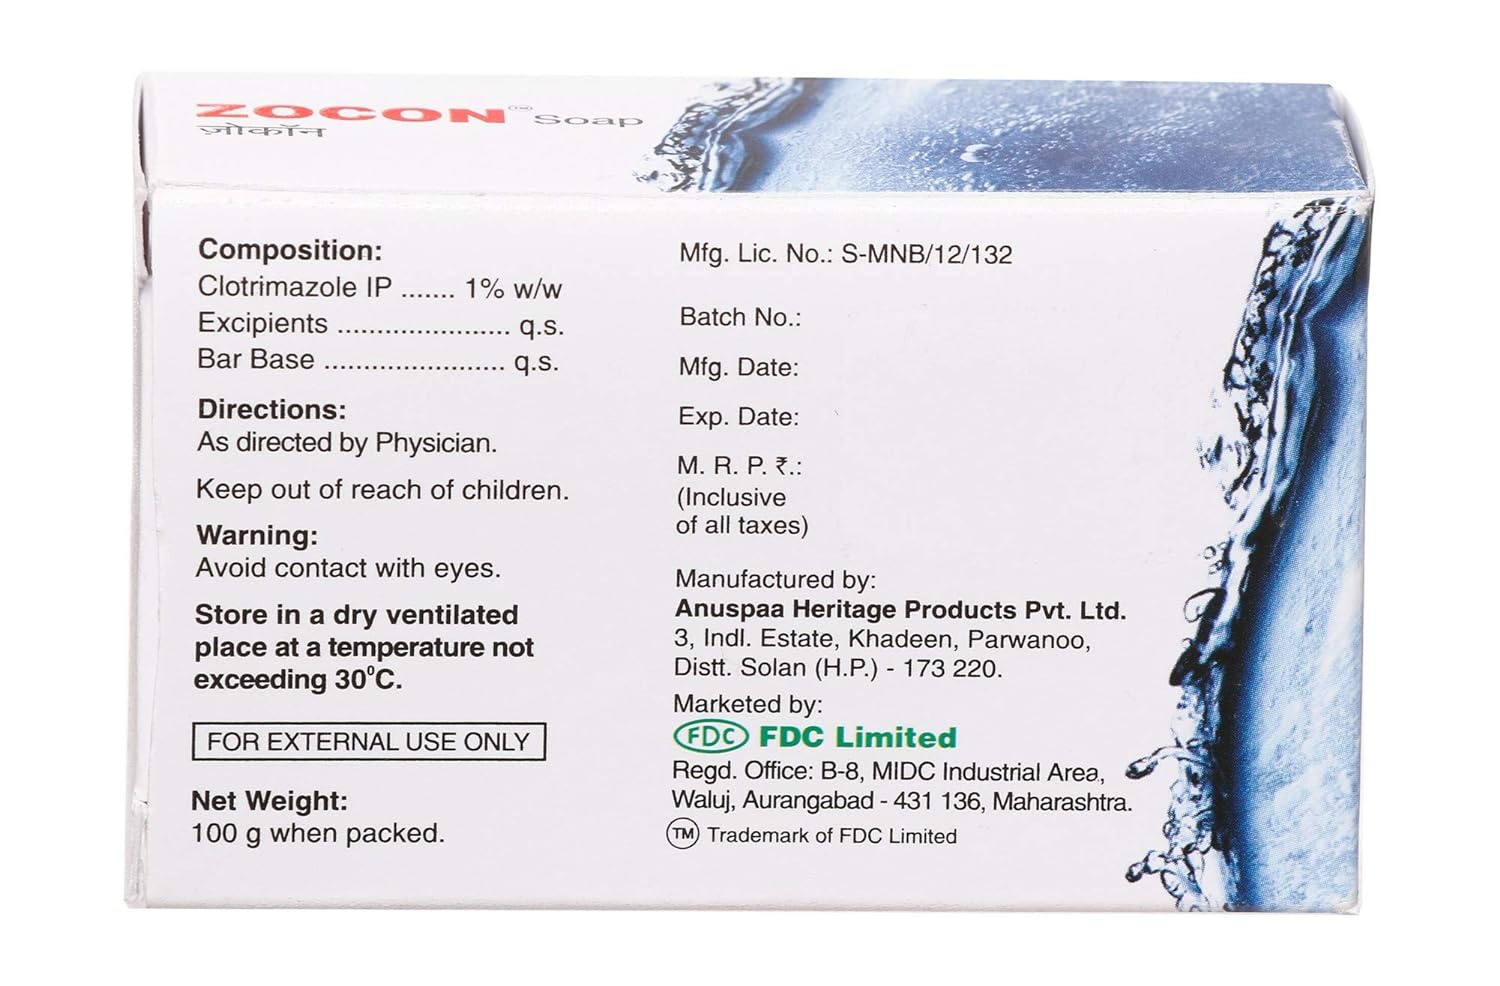 ZOCON™ Soap
ज़ोकॉन
Composition:
Clotrimazole IP ....... 1% w/w
Excipients ...................... q.s.
Bar Base ....................... q.s.
Directions:
As directed by Physician.
Keep out of reach of children.
Warning:
Avoid contact with eyes.
Store in a dry ventilated
place at a temperature not
exceeding 30⁰C.
FOR EXTERNAL USE ONLY
Net Weight:
100 g when packed.
Mfg. Lic. No.: S-MNB/12/132
Batch No.:
Mfg. Date:
Exp. Date:
M. R. P. ₹.:
(Inclusive
of all taxes)
Manufactured by:
Anuspaa Heritage Products Pvt. Ltd.
3, Indl. Estate, Khadeen, Parwanoo,
Distt. Solan (H.P.) - 173 220.
Marketed by:
FDC FDC Limited
Regd. Office: B-8, MIDC Industrial Area,
Waluj, Aurangabad - 431 136, Maharashtra.
TM Trademark of FDC Limited